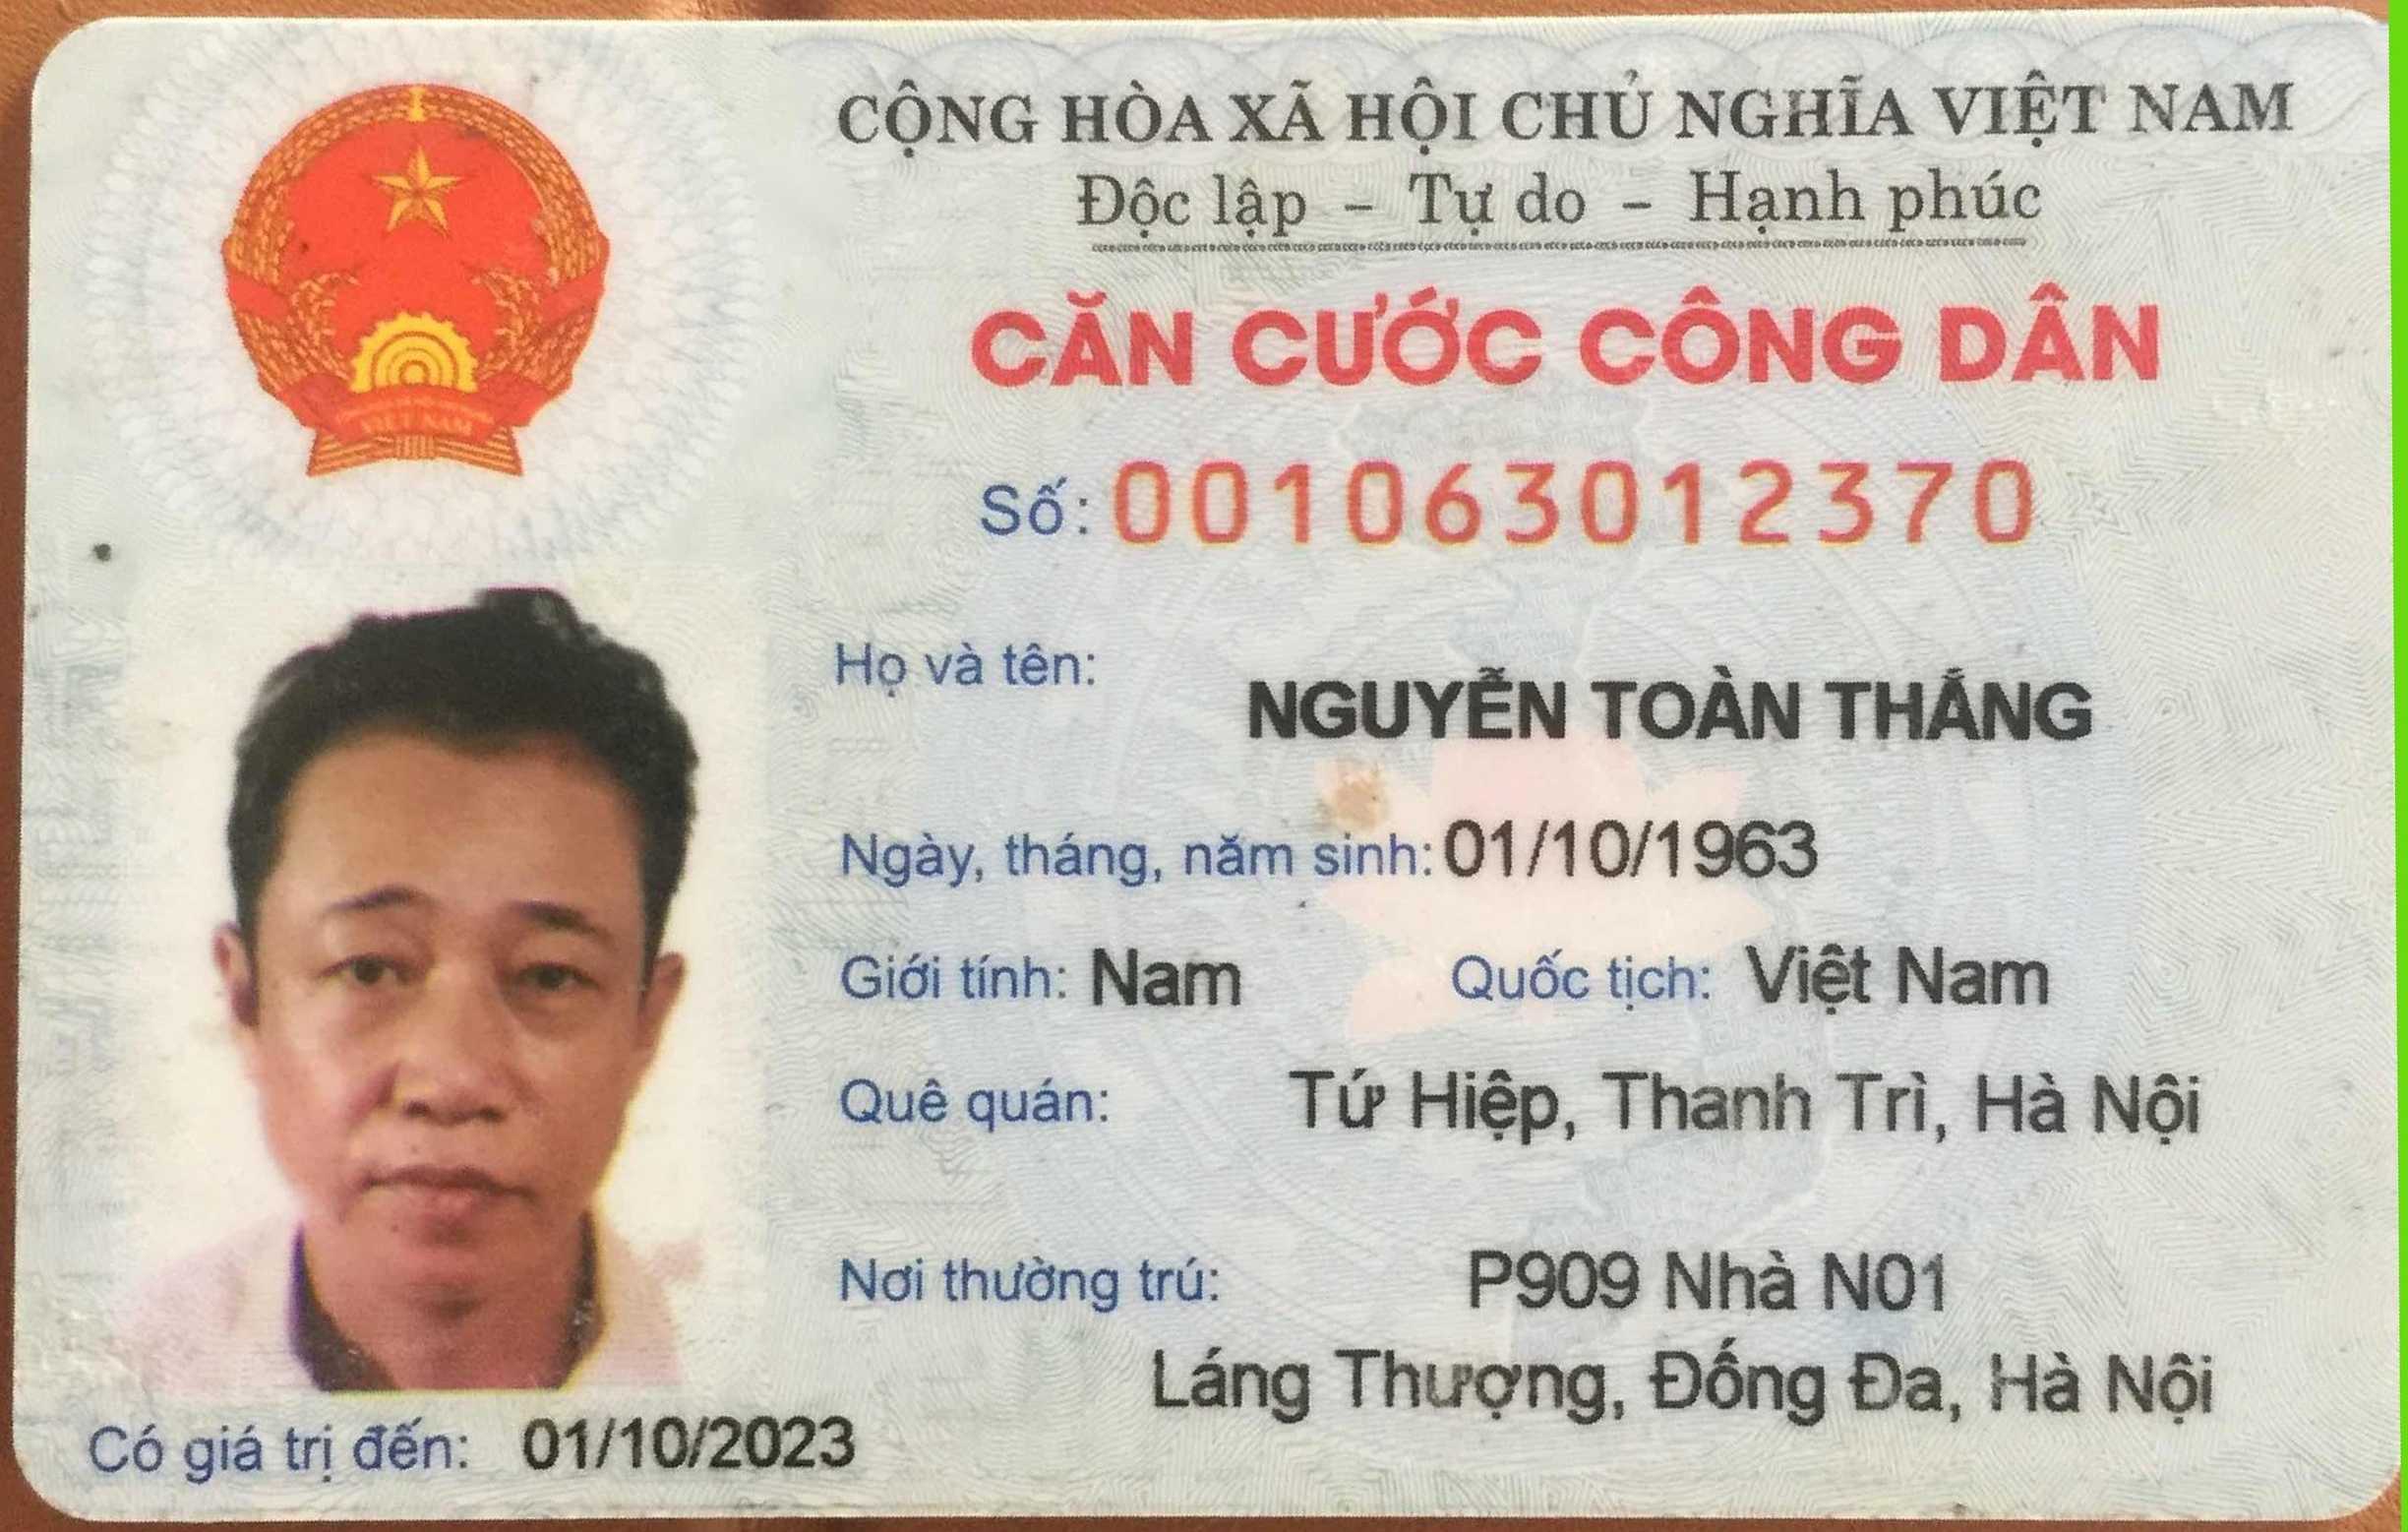 CỘNG HÒA XÃ HỘI CHỦ NGHĨA VIỆT NAM
Độc lập - Tự do - Hạnh phúc
CĂN CƯỚC CÔNG DÂN
Số: 001063012370
Họ và tên: NGUYỄN TOÀN THẮNG
Ngày, tháng, năm sinh: 01/10/1963
Giới tính: Nam Quốc tịch: Việt Nam
Quê quán: Tứ Hiệp, Thanh Trì, Hà Nội
Nơi thường trú: P909 Nhà N01
Láng Thượng, Đống Đa, Hà Nội
Có giá trị đến: 01/10/2023
VIỆT NAM